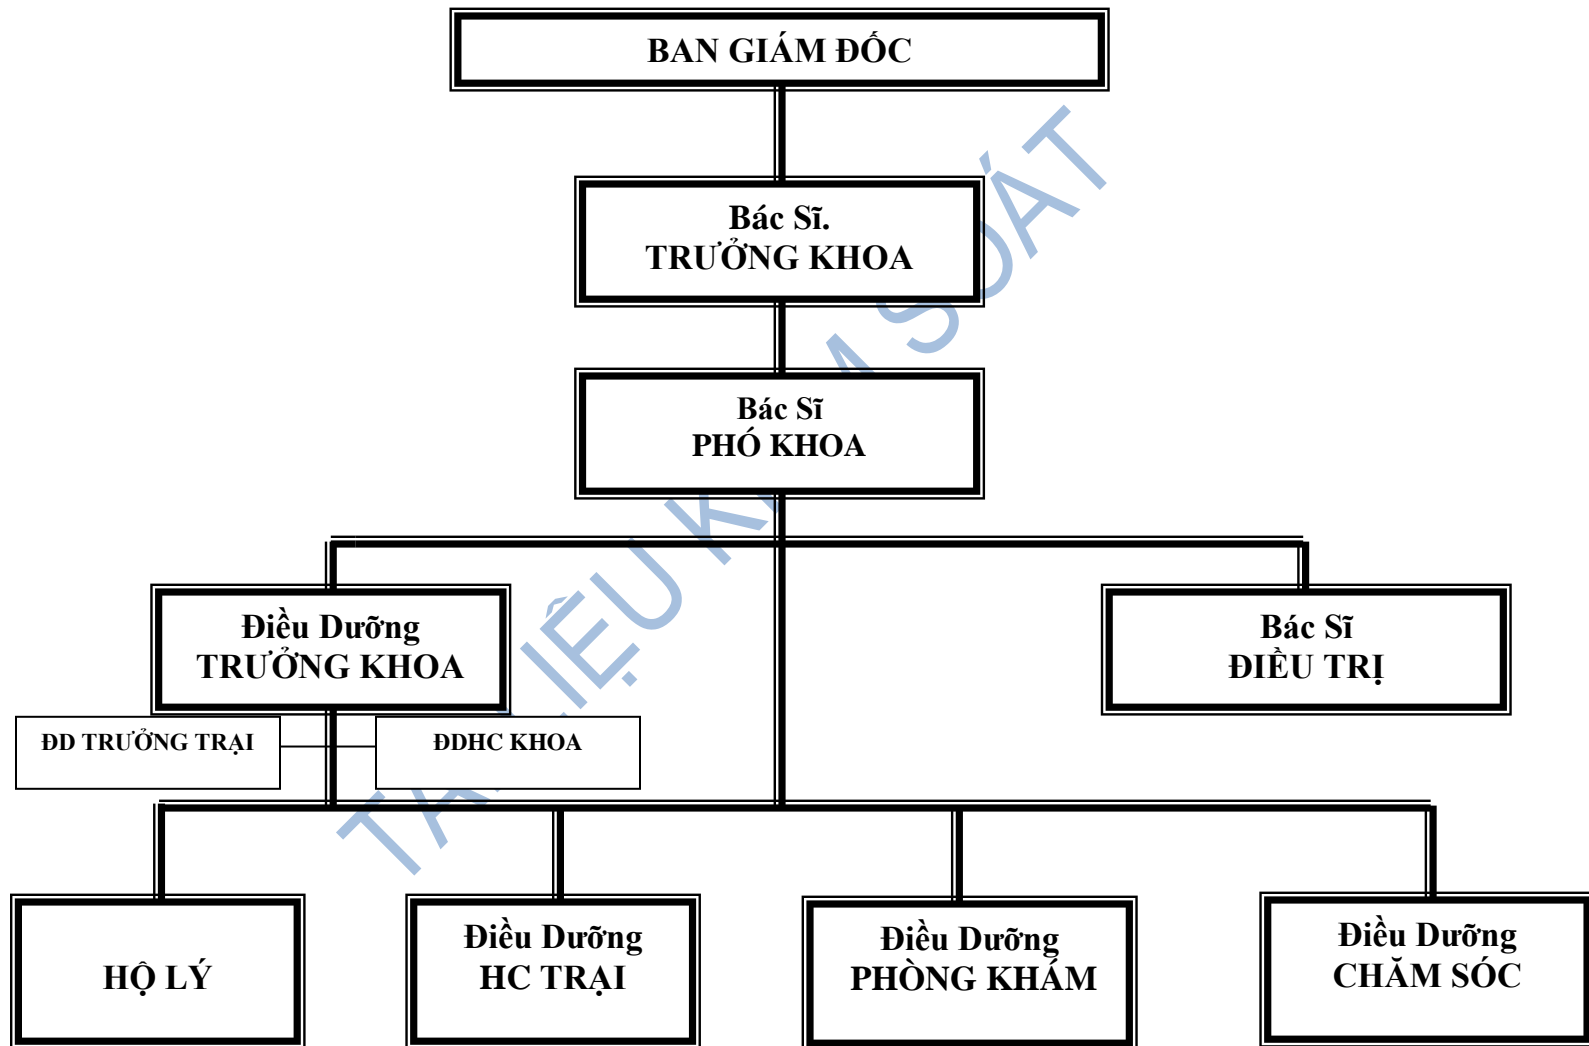 BAN GIÁM ĐỐC
Bác Sĩ.
TRƯỞNG KHOA
Bác Sĩ
PHÓ KHOA
Điều Dưỡng
TRƯỞNG KHOA
Bác Sĩ
ĐIỀU TRỊ
ĐD TRƯỞNG TRẠI
ĐDHC KHOA
HỘ LÝ
Điều Dưỡng
HC TRẠI
Điều Dưỡng
PHÒNG KHÁM
Điều Dưỡng
CHĂM SÓC